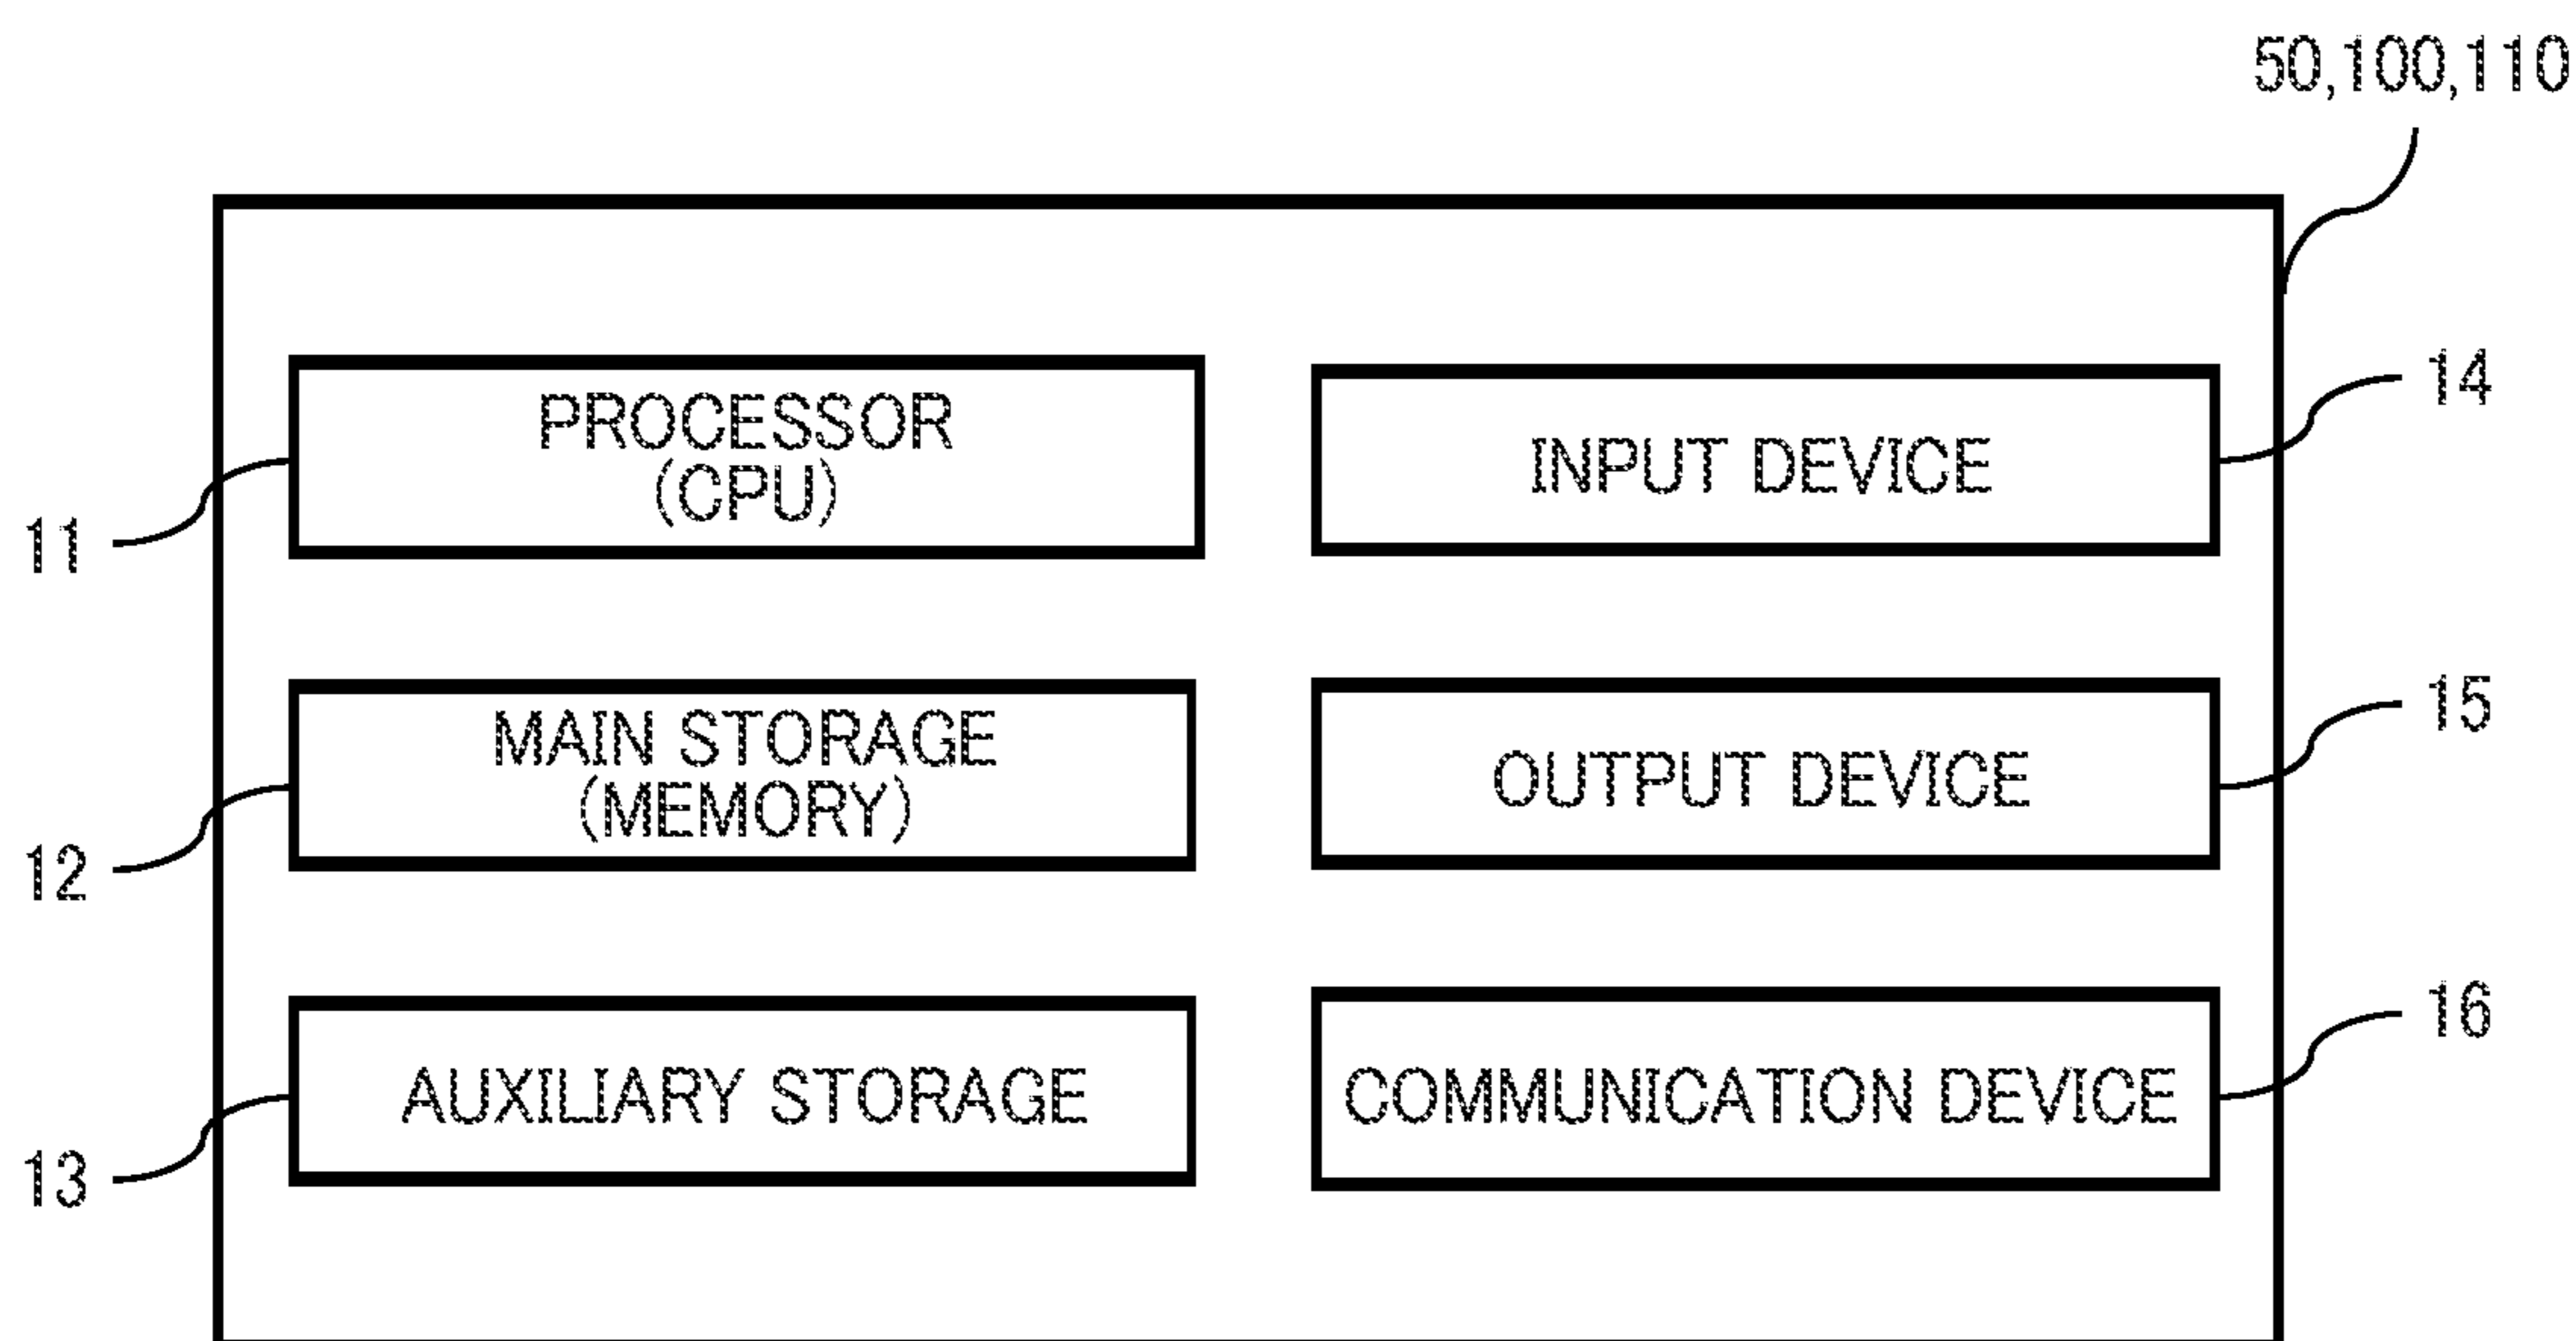 50,100,110
PROCESSOR
(CPU)
11
INPUT DEVICE
14
MAIN STORAGE
(MEMORY)
12
OUTPUT DEVICE
15
AUXILIARY STORAGE
13
COMMUNICATION DEVICE
16